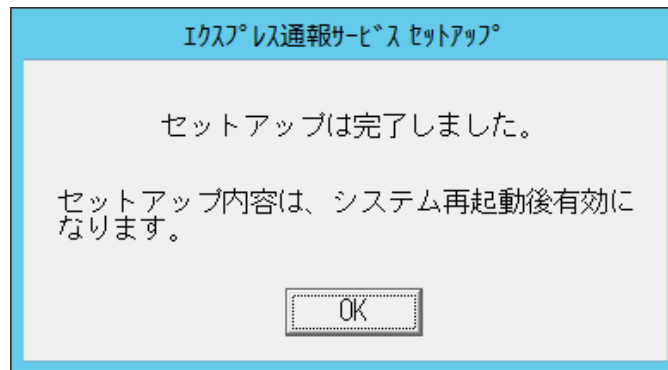 ｴｸｽﾌﾟﾚｽ通報ｻｰﾋﾞｽ ｾｯﾄｱｯﾌﾟ
セットアップは完了しました。
セットアップ内容は、システム再起動後有効に
なります。
OK